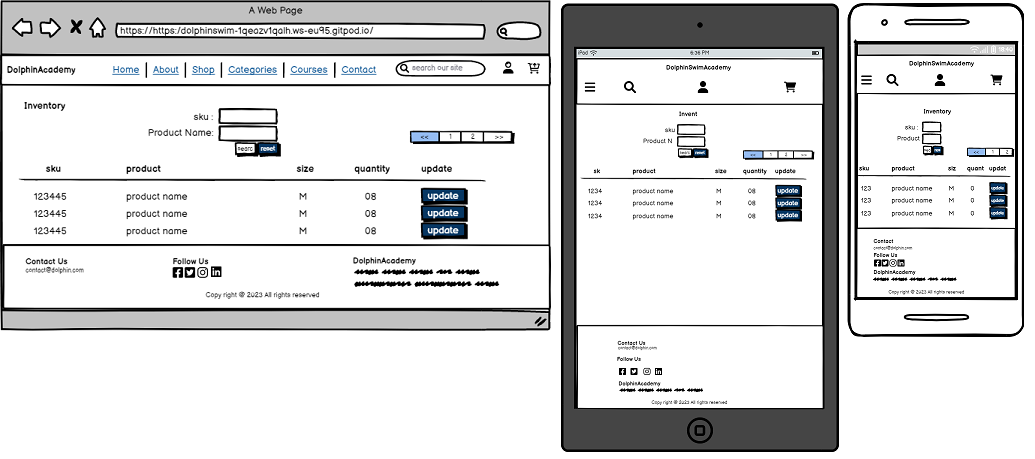 A Web Page
https://https:/dolphinswim-1qeozv1qalh.ws-eu95.gitpod.io/
DolphinAcademy Home About Shop Categories Courses Contact search our site
Inventory
sku :
Product Name:
searc reset
<< 1 2 >>
sku product size quantity update
123445 product name M 08 update
123445 product name M 08 update
123445 product name M 08 update
Contact Us Follow Us DolphinAcademy
contact@dolphin.com
Copy right @ 2023 All rights reserved
iPod 6:36 PM
DolphinSwimAcademy
Invent
sku
Product N
searc reset
<< 1 2 >>
sk product size quantity update
1234 product name M 08 update
1234 product name M 08 update
1234 product name M 08 update
Contact Us
contact@dolphin.com
Follow Us
DolphinAcademy
Copy right @ 2023 All rights reserved
DolphinSwimAcademy
Inventory
sku :
Product
<< 1 2 >>
sku product siz quant updat
123 product name M 0 update
123 product name M 0 update
123 product name M 0 update
Contact
contact@dolphin.com
Follow Us
DolphinAcademy
Copy right @ 2023 All rights reserved